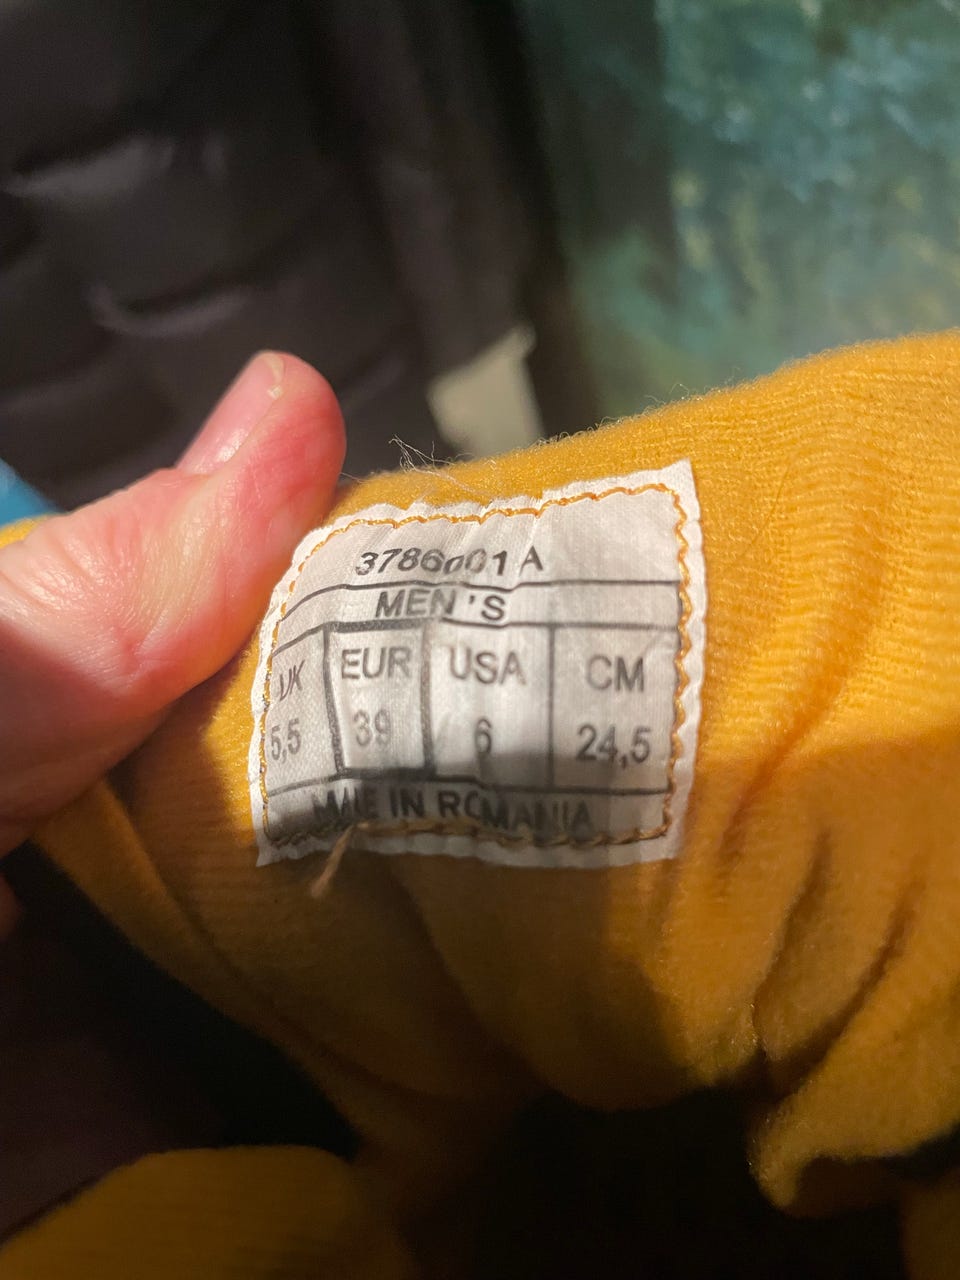 3786001 A
MEN'S
UK EUR USA CM
5,5 39 6 24,5
MADE IN ROMANIA